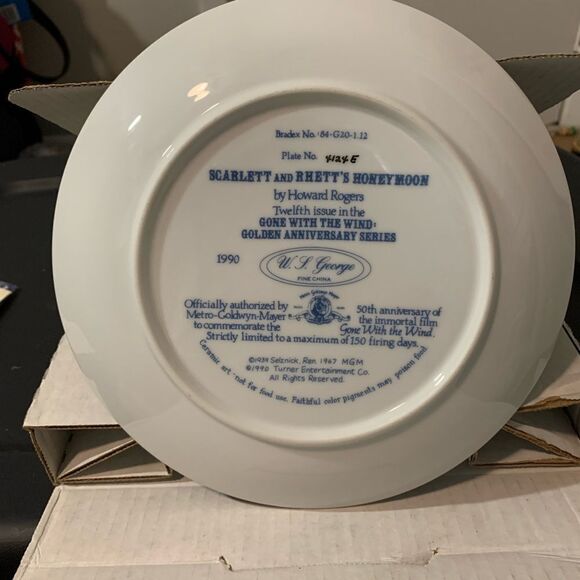 Bradex No. 84-G20-1.12
Plate No. 4124E
SCARLETT AND RHETT'S HONEYMOON
by Howard Rogers
Twelfth issue in the
GONE WITH THE WIND:
GOLDEN ANNIVERSARY SERIES
1990
W. S. George
FINE CHINA
Metro Goldwyn Mayer
Officially authorized by
Metro-Goldwyn-Mayer
to commemorate the
50th anniversary of
the immortal film
Gone With the Wind.
Strictly limited to a maximum of 150 firing days.
©1939 Selznick, Ren. 1967 MGM
©1990 Turner Entertainment Co.
All Rights Reserved.
Ceramic art - not for food use. Faithful color pigments may poison food.